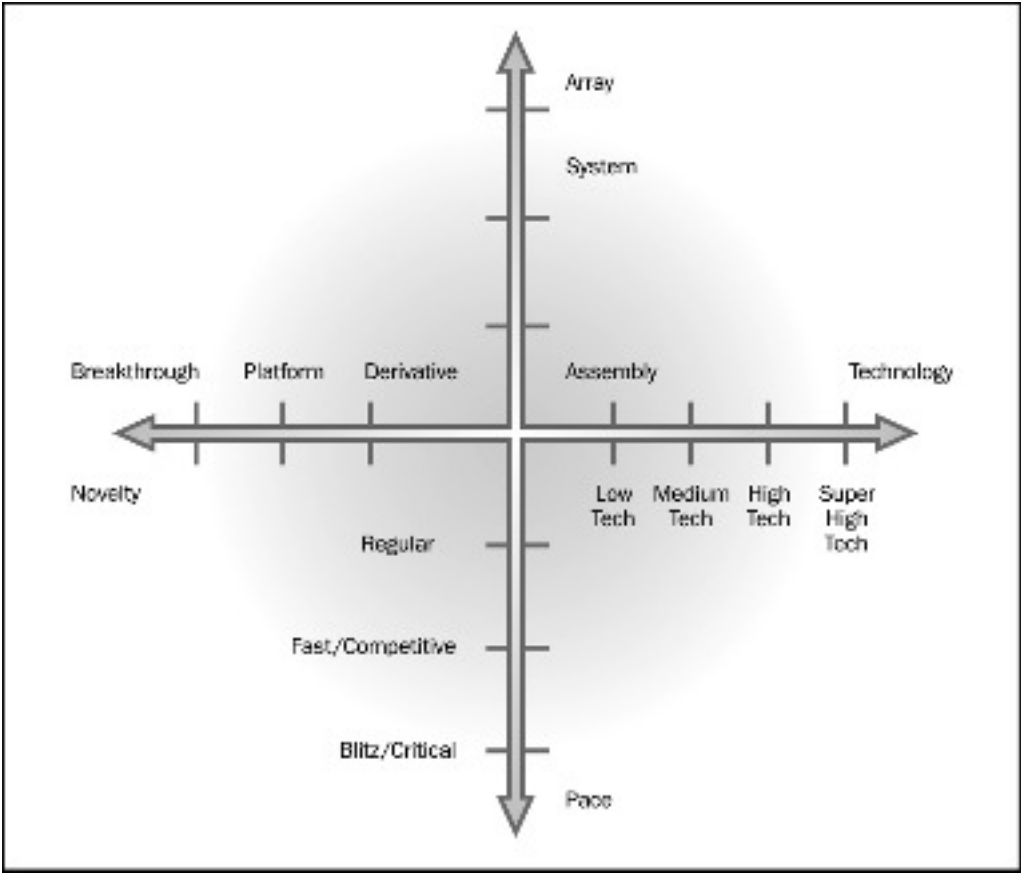 Array
System
Breakthrough Platform Derivative Assembly Technology
Novelty
Low Tech
Medium Tech
High Tech
Super High Tech
Regular
Fast/Competitive
Blitz/Critical
Pace